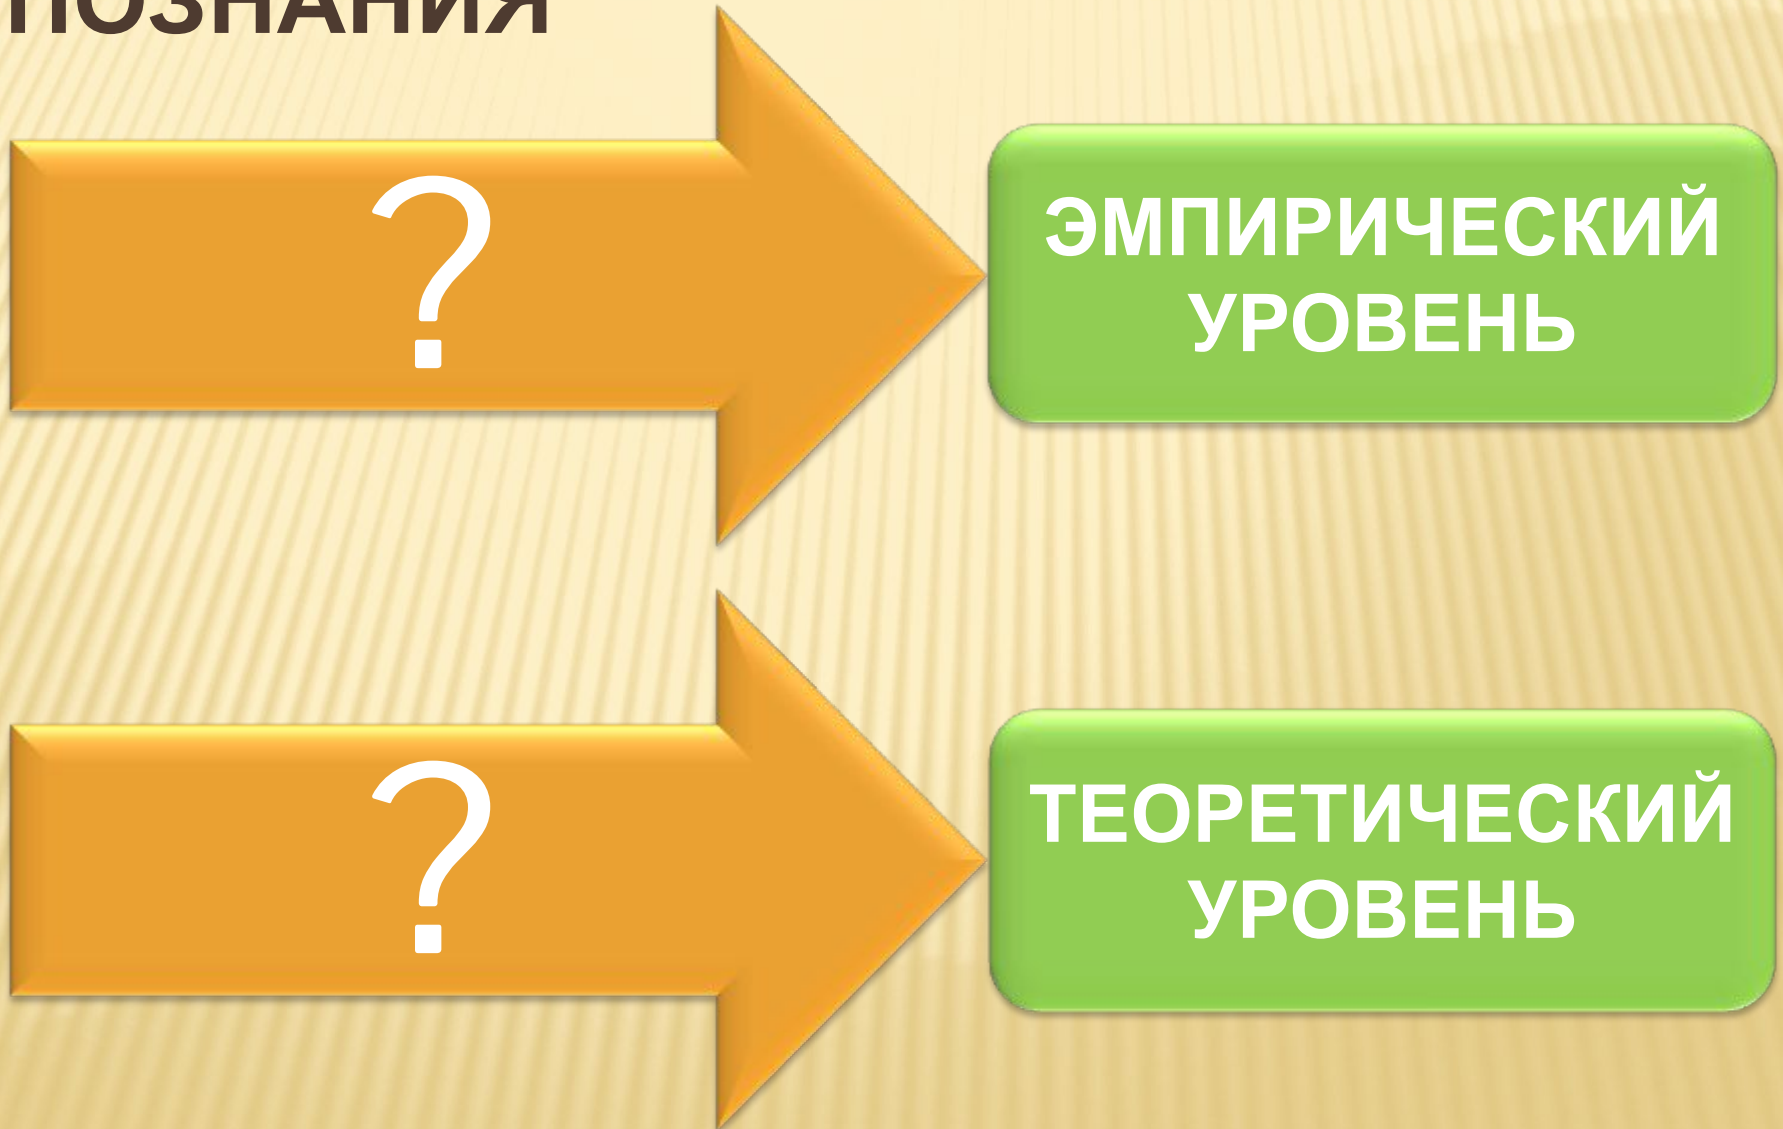 ПОЗНАНИЯ
?
ЭМПИРИЧЕСКИЙ
УРОВЕНЬ
?
ТЕОРЕТИЧЕСКИЙ
УРОВЕНЬ